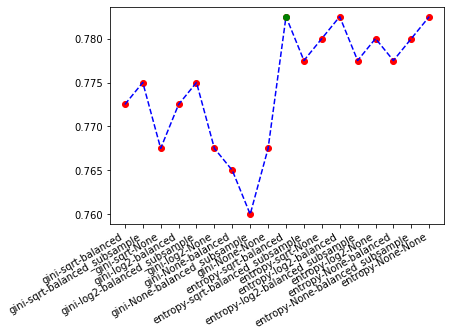 0.780
0.775
0.770
0.765
0.760
gini-sqrt-balanced
gini-sqrt-balanced_subsample
gini-sqrt-None
gini-log2-balanced
gini-log2-balanced_subsample
gini-log2-None
gini-None-balanced
gini-None-balanced_subsample
gini-None-None
entropy-sqrt-balanced
entropy-sqrt-balanced_subsample
entropy-sqrt-None
entropy-log2-balanced
entropy-log2-balanced_subsample
entropy-log2-None
entropy-None-balanced
entropy-None-balanced_subsample
entropy-None-None